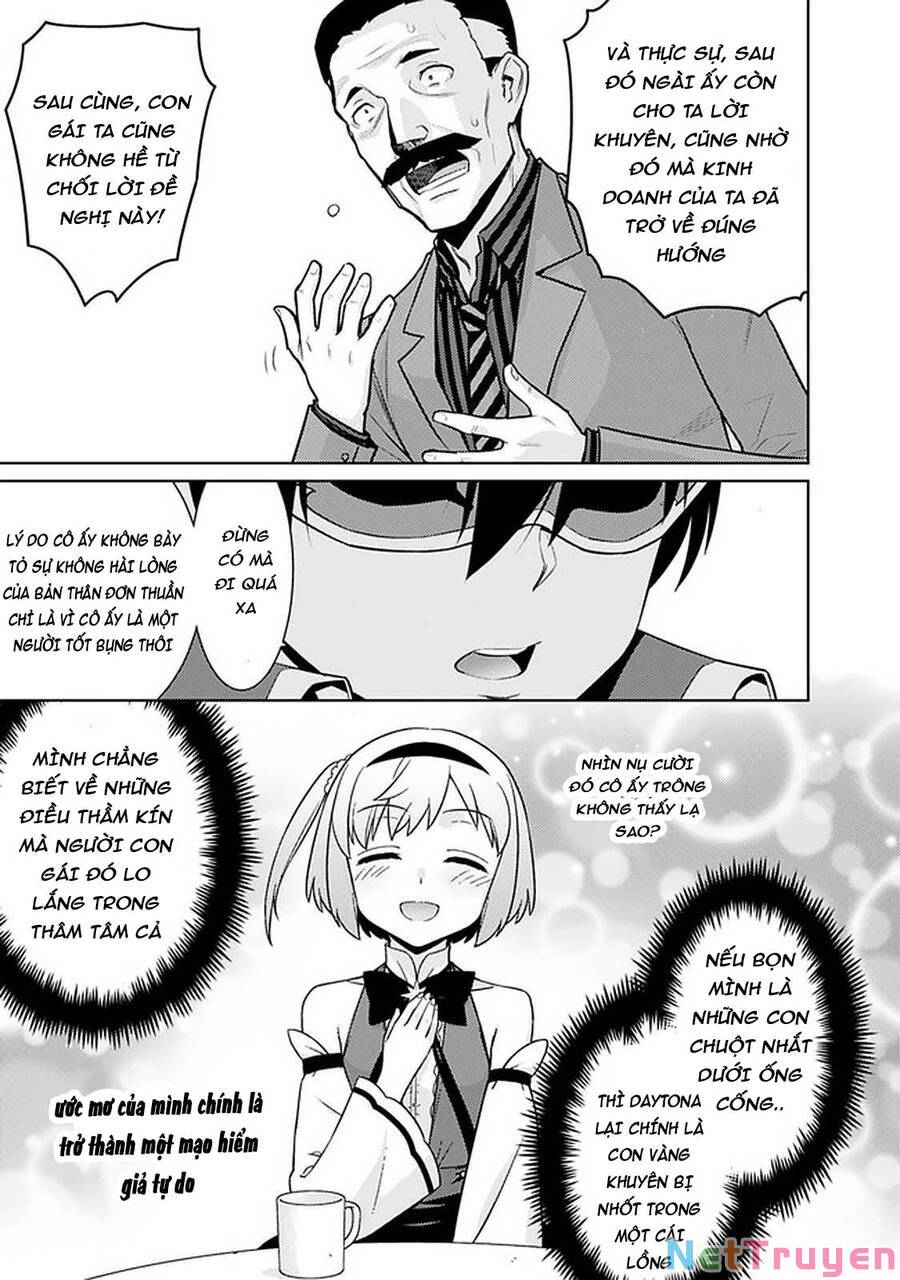 VÀ THỰC SỰ, SAU
ĐÓ NGÀI ẤY CÒN
CHO TA LỜI
KHUYÊN, CŨNG NHỜ
ĐÓ MÀ KINH
DOANH CỦA TA ĐÃ
TRỞ VỀ ĐÚNG
HƯỚNG
SAU CÙNG, CON
GÁI TA CŨNG
KHÔNG HỀ TỪ
CHỐI LỜI ĐỀ
NGHỊ NÀY!
ĐỪNG
CÓ MÀ
ĐI QUÁ
XA
LÝ DO CÔ ẤY KHÔNG BÀY
TỎ SỰ KHÔNG HÀI LÒNG
CỦA BẢN THÂN ĐƠN THUẦN
CHỈ LÀ VÌ CÔ ẤY LÀ MỘT
NGƯỜI TỐT BỤNG THÔI
NHÌN NỤ CƯỜI
ĐÓ CÔ ẤY TRÔNG
KHÔNG THẤY LẠ
SAO?
MÌNH CHẲNG
BIẾT VỀ NHỮNG
ĐIỀU THẦM KÍN
MÀ NGƯỜI CON
GÁI ĐÓ LO
LẮNG TRONG
THÂM TÂM CẢ
NẾU BỌN
MÌNH LÀ
NHỮNG CON
CHUỘT NHẮT
DƯỚI ỐNG
CỐNG..
THÌ DAYTONA
LẠI CHÍNH LÀ
CON VÀNG
KHUYÊN BỊ
NHỐT TRONG
MỘT CÁI
LỒNG
ước mơ của mình chính là
trở thành một mạo hiểm
giả tự do
NetTruyen